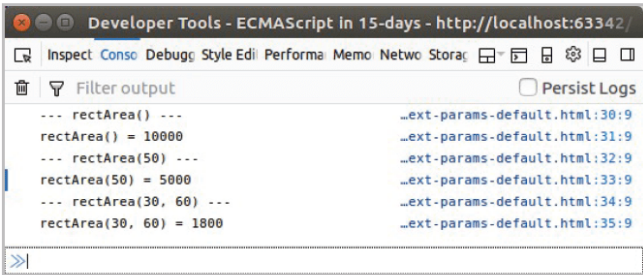 Developer Tools - ECMAScript in 15-days - http://localhost:63342/
Inspect Conso Debugg Style Edi Performa Memo Netwo Storag
Filter output Persist Logs
--- rectArea() --- …ext-params-default.html:30:9
rectArea() = 10000 …ext-params-default.html:31:9
--- rectArea(50) --- …ext-params-default.html:32:9
rectArea(50) = 5000 …ext-params-default.html:33:9
--- rectArea(30, 60) --- …ext-params-default.html:34:9
rectArea(30, 60) = 1800 …ext-params-default.html:35:9